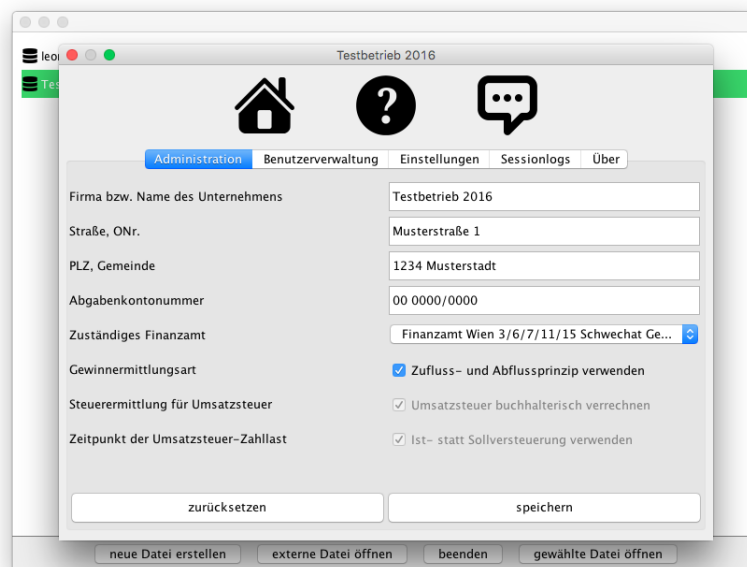 leo
Testbetrieb 2016
Tes
Administration Benutzerverwaltung Einstellungen Sessionlogs Über
Firma bzw. Name des Unternehmens Testbetrieb 2016
Straße, ONr. Musterstraße 1
PLZ, Gemeinde 1234 Musterstadt
Abgabenkontonummer 00 0000/0000
Zuständiges Finanzamt Finanzamt Wien 3/6/7/11/15 Schwechat Ge...
Gewinnermittlungsart Zufluss- und Abflussprinzip verwenden
Steuerermittlung für Umsatzsteuer Umsatzsteuer buchhalterisch verrechnen
Zeitpunkt der Umsatzsteuer-Zahllast Ist- statt Sollversteuerung verwenden
zurücksetzen speichern
neue Datei erstellen externe Datei öffnen beenden gewählte Datei öffnen